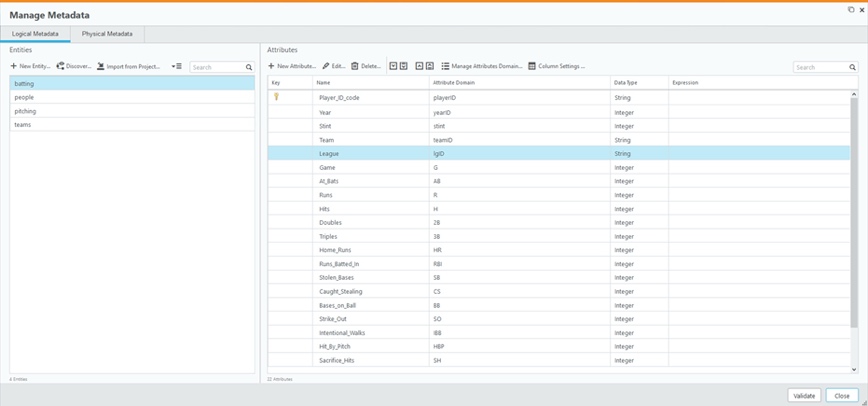 Manage Metadata
Logical Metadata Physical Metadata
Entities
New Entity... Discover... Import from Project... Search
batting
people
pitching
teams
4 Entities
Attributes
New Attribute... Edit... Delete... Manage Attributes Domain... Column Settings ... Search
Key Name Attribute Domain Data Type Expression
Player_ID_code playerID String
Year yearID Integer
Stint stint Integer
Team teamID String
League lgID String
Game G Integer
At_Bats AB Integer
Runs R Integer
Hits H Integer
Doubles 2B Integer
Triples 3B Integer
Home_Runs HR Integer
Runs_Batted_In RBI Integer
Stolen_Bases SB Integer
Caught_Stealing CS Integer
Bases_on_Ball BB Integer
Strike_Out SO Integer
Intentional_Walks IBB Integer
Hit_By_Pitch HBP Integer
Sacrifice_Hits SH Integer
22 Attributes
Validate Close